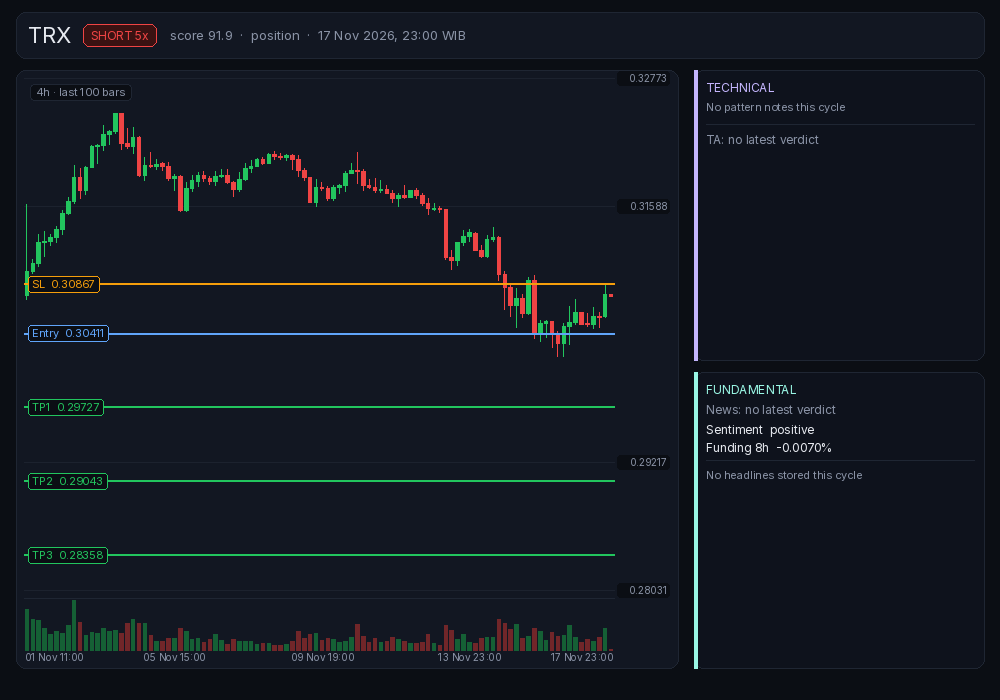 TRX SHORT 5x score 91.9 · position · 17 Nov 2026, 23:00 WIB
4h · last 100 bars
0.32773
0.31588
SL 0.30867
Entry 0.30411
TP1 0.29727
0.29217
TP2 0.29043
TP3 0.28358
0.28031
01 Nov 11:00 05 Nov 15:00 09 Nov 19:00 13 Nov 23:00 17 Nov 23:00
TECHNICAL
No pattern notes this cycle
TA: no latest verdict
FUNDAMENTAL
News: no latest verdict
Sentiment positive
Funding 8h -0.0070%
No headlines stored this cycle